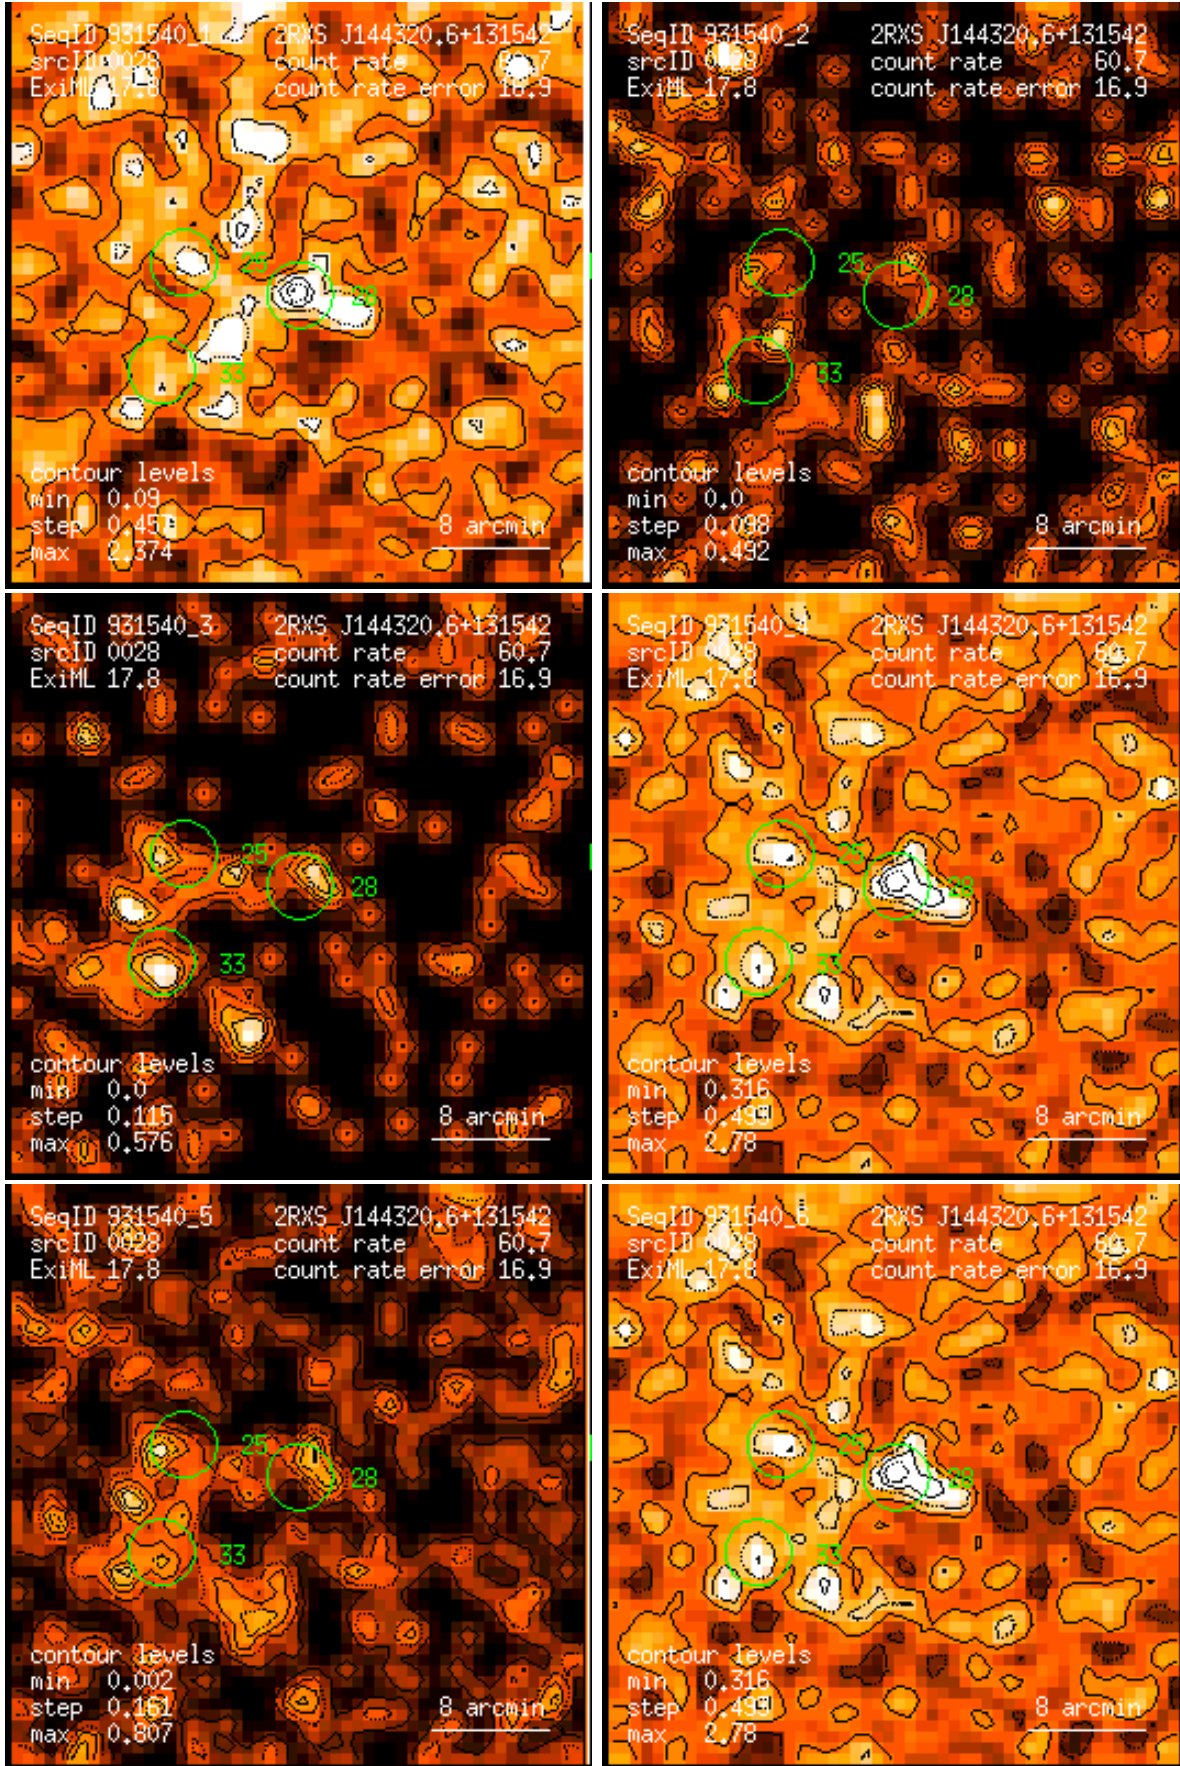 SeqID 931540_1 2RXS J144320.6+131542
srcID 0028 count rate 60.7
ExiML 17.8 count rate error 16.9
25
28
33
contour levels
min 0.09
step 0.457 8 arcmin
max 2.374
SeqID 931540_2 2RXS J144320.6+131542
srcID 0028 count rate 60.7
ExiML 17.8 count rate error 16.9
25
28
33
contour levels
min 0.0
step 0.098 8 arcmin
max 0.492
SeqID 931540_3 2RXS J144320.6+131542
srcID 0028 count rate 60.7
ExiML 17.8 count rate error 16.9
25
28
33
contour levels
min 0.0
step 0.115 8 arcmin
max 0.576
SeqID 931540_4 2RXS J144320.6+131542
srcID 0028 count rate 60.7
ExiML 17.8 count rate error 16.9
25
28
33
contour levels
min 0.316
step 0.493 8 arcmin
max 2.78
SeqID 931540_5 2RXS J144320.6+131542
srcID 0028 count rate 60.7
ExiML 17.8 count rate error 16.9
25
28
33
contour levels
min 0.002
step 0.161 8 arcmin
max 0.807
SeqID 931540_6 2RXS J144320.6+131542
srcID 0028 count rate 60.7
ExiML 17.8 count rate error 16.9
25
28
33
contour levels
min 0.316
step 0.493 8 arcmin
max 2.78